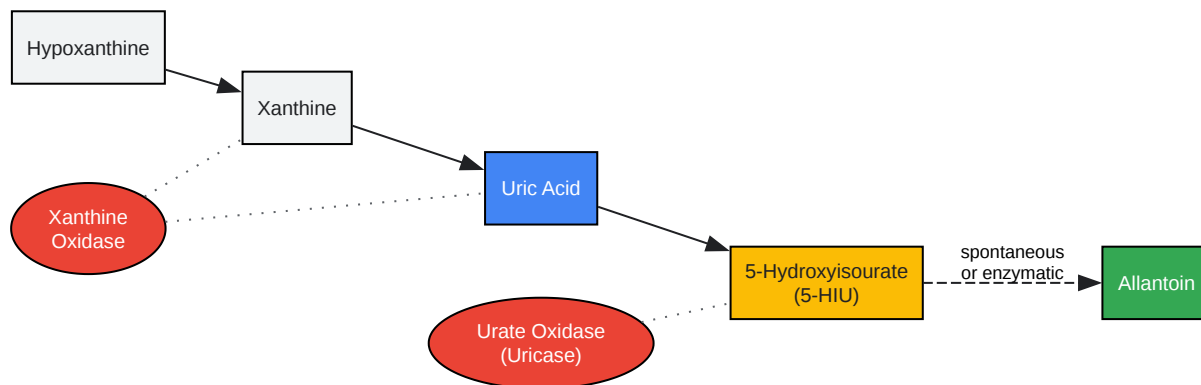 Hypoxanthine
Xanthine
Uric Acid
Xanthine
Oxidase
5-Hydroxyisourate
(5-HIU)
spontaneous
or enzymatic
Allantoin
Urate Oxidase
(Uricase)